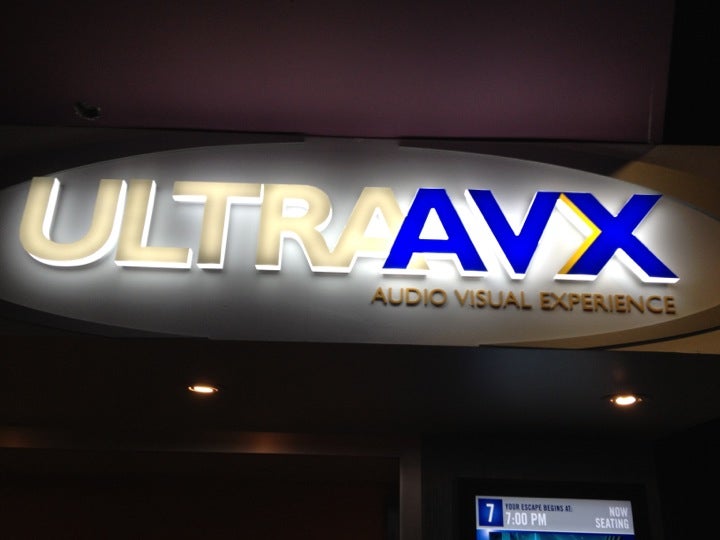 ULTRAAVX
AUDIO VISUAL EXPERIENCE
7
YOUR ESCAPE BEGINS AT:
7:00 PM
NOW
SEATING